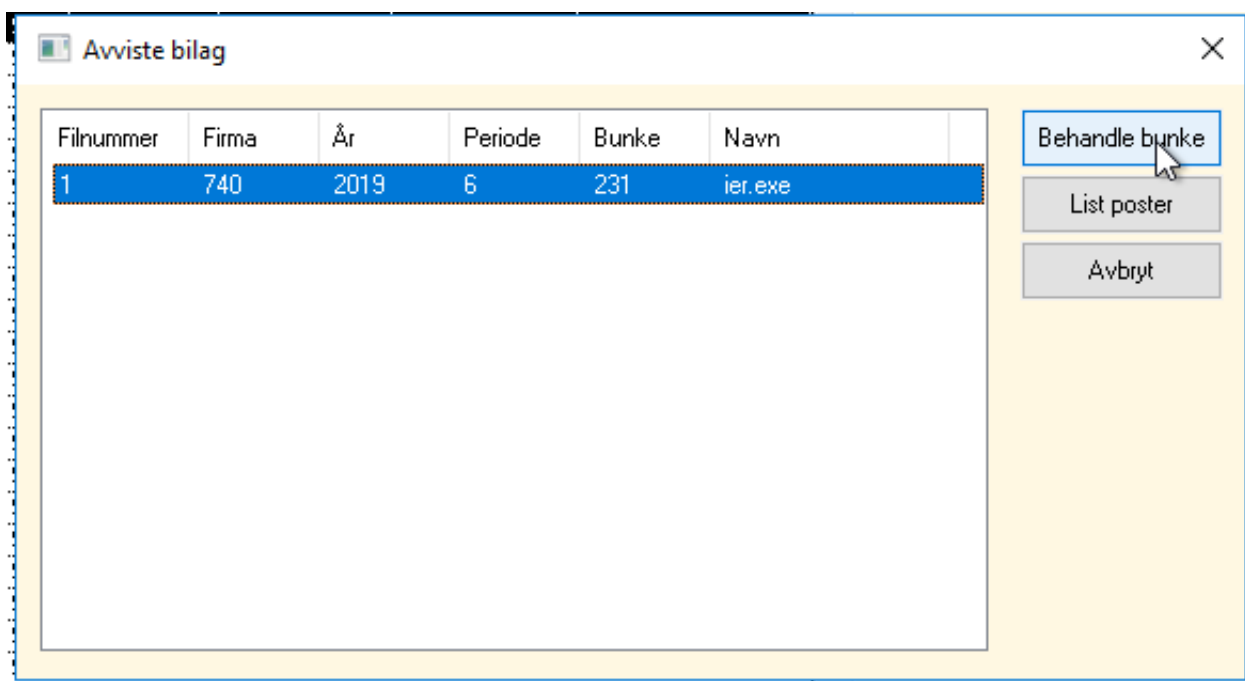 Avviste bilag
Filnummer Firma År Periode Bunke Navn
1 740 2019 6 231 ier.exe
Behandle bunke
List poster
Avbryt